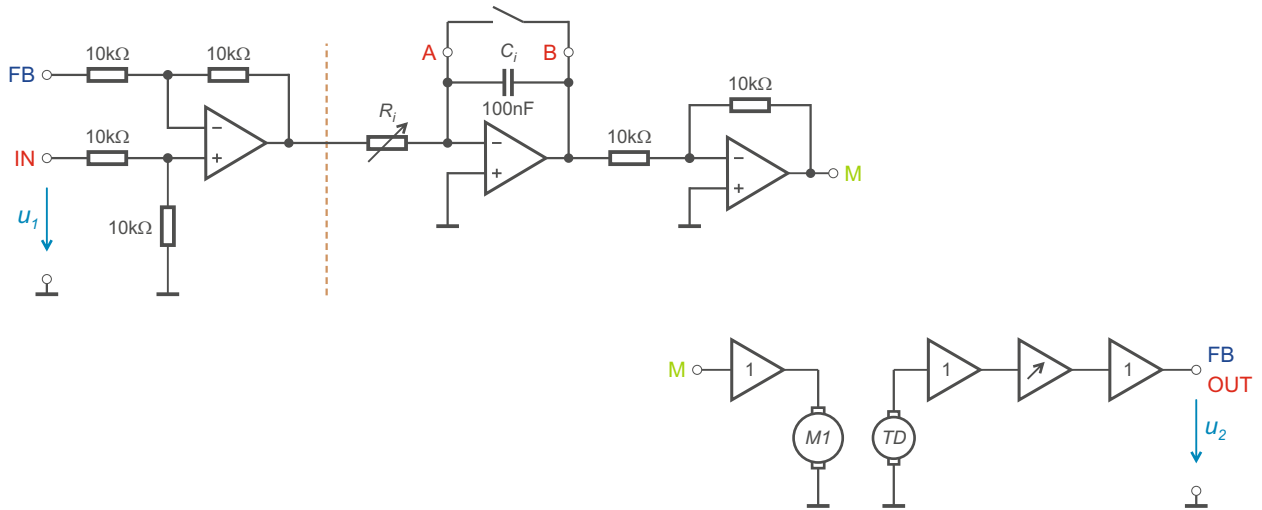 10kΩ 10kΩ
FB
A Cᵢ B
100nF
10kΩ
Rᵢ
10kΩ
IN
− +
− +
10kΩ
− +
M
u₁
10kΩ
M 1
1 1 FB
OUT
M1 TD
u₂